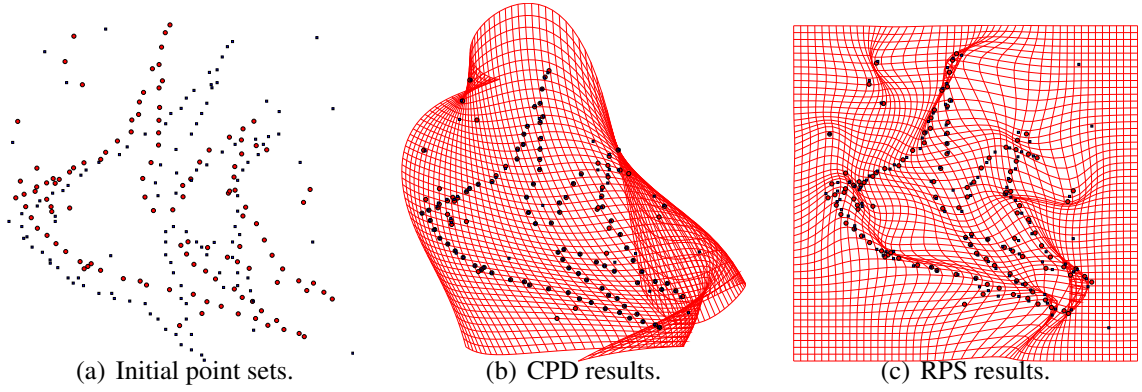 (a) Initial point sets.
(b) CPD results.
(c) RPS results.